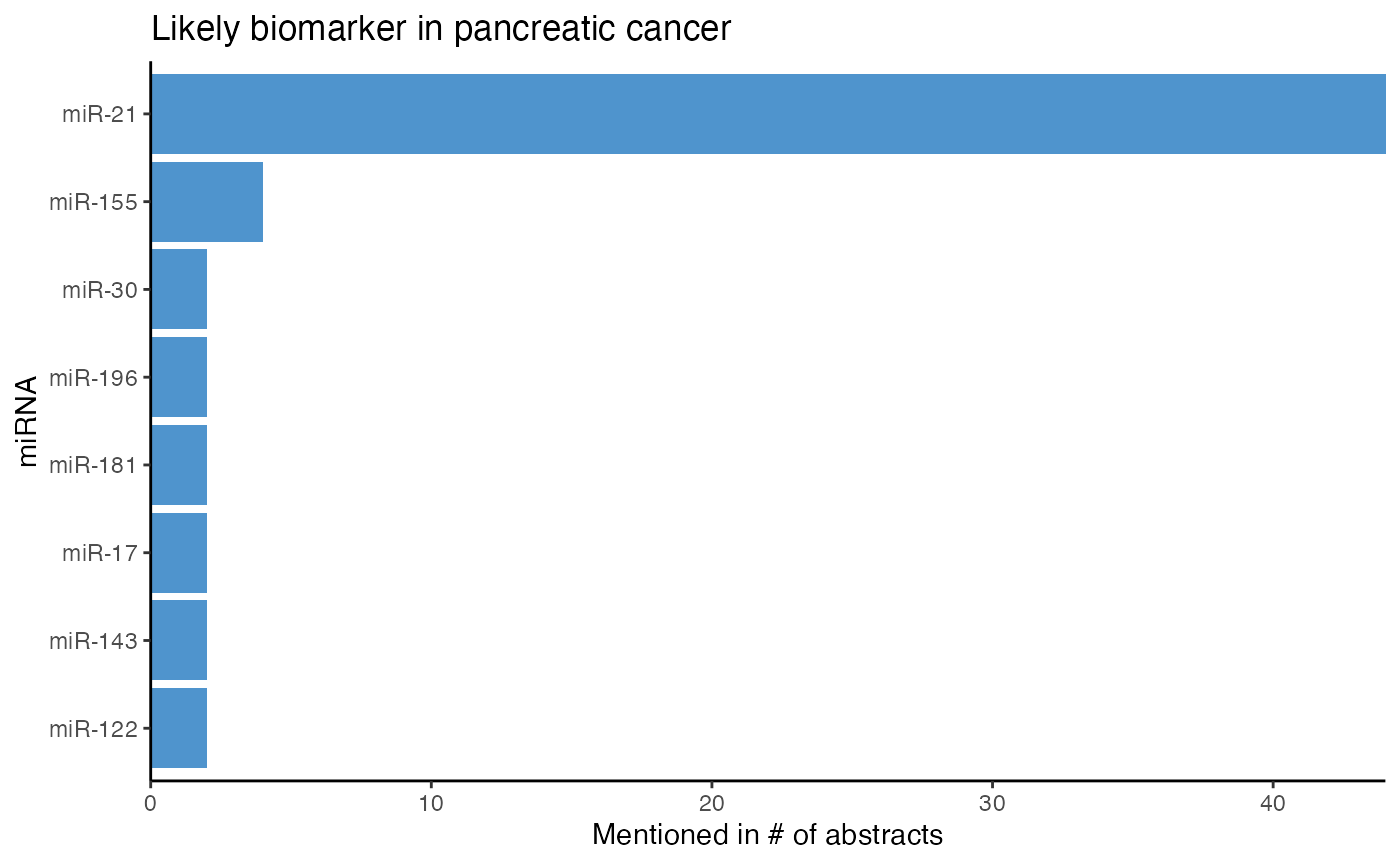 Likely biomarker in pancreatic cancer
miRNA
miR-21
miR-155
miR-30
miR-196
miR-181
miR-17
miR-143
miR-122
0 10 20 30 40
Mentioned in # of abstracts